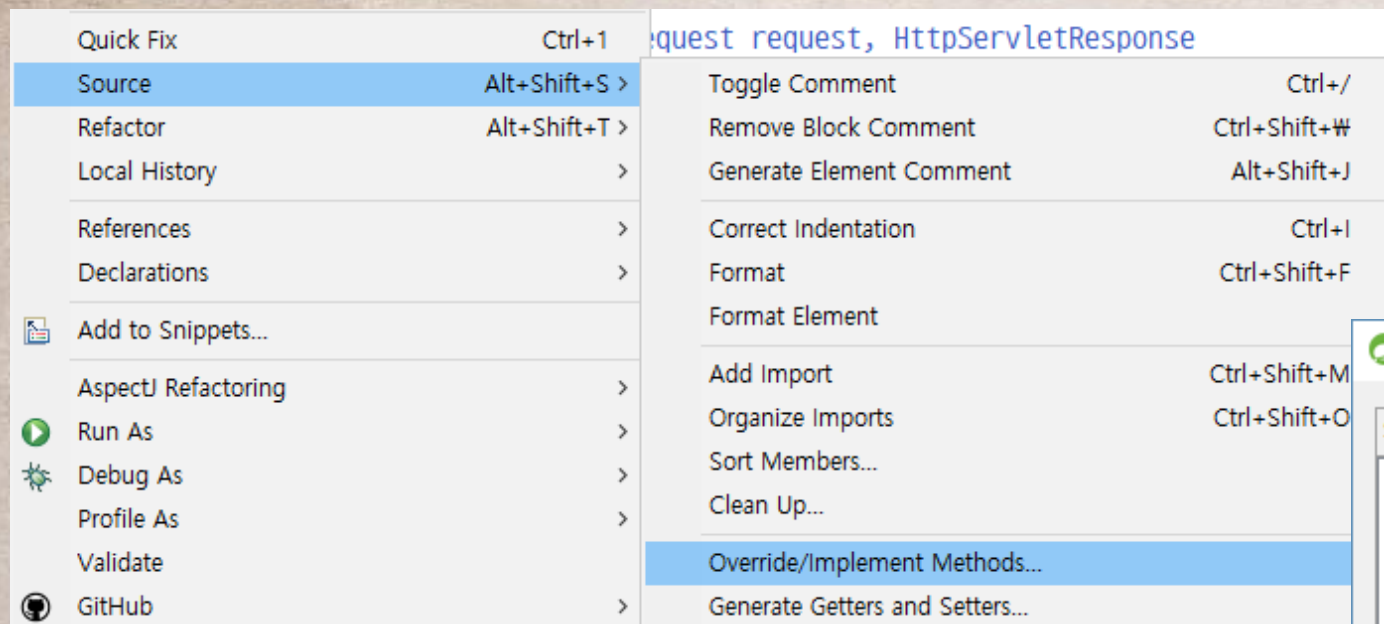 Quick Fix Ctrl+1
Source Alt+Shift+S >
Refactor Alt+Shift+T >
Local History >
References >
Declarations >
Add to Snippets...
AspectJ Refactoring >
Run As >
Debug As >
Profile As >
Validate
GitHub >
equest request, HttpServletResponse
Toggle Comment Ctrl+/
Remove Block Comment Ctrl+Shift+₩
Generate Element Comment Alt+Shift+J
Correct Indentation Ctrl+I
Format Ctrl+Shift+F
Format Element
Add Import Ctrl+Shift+M
Organize Imports Ctrl+Shift+O
Sort Members...
Clean Up...
Override/Implement Methods...
Generate Getters and Setters...